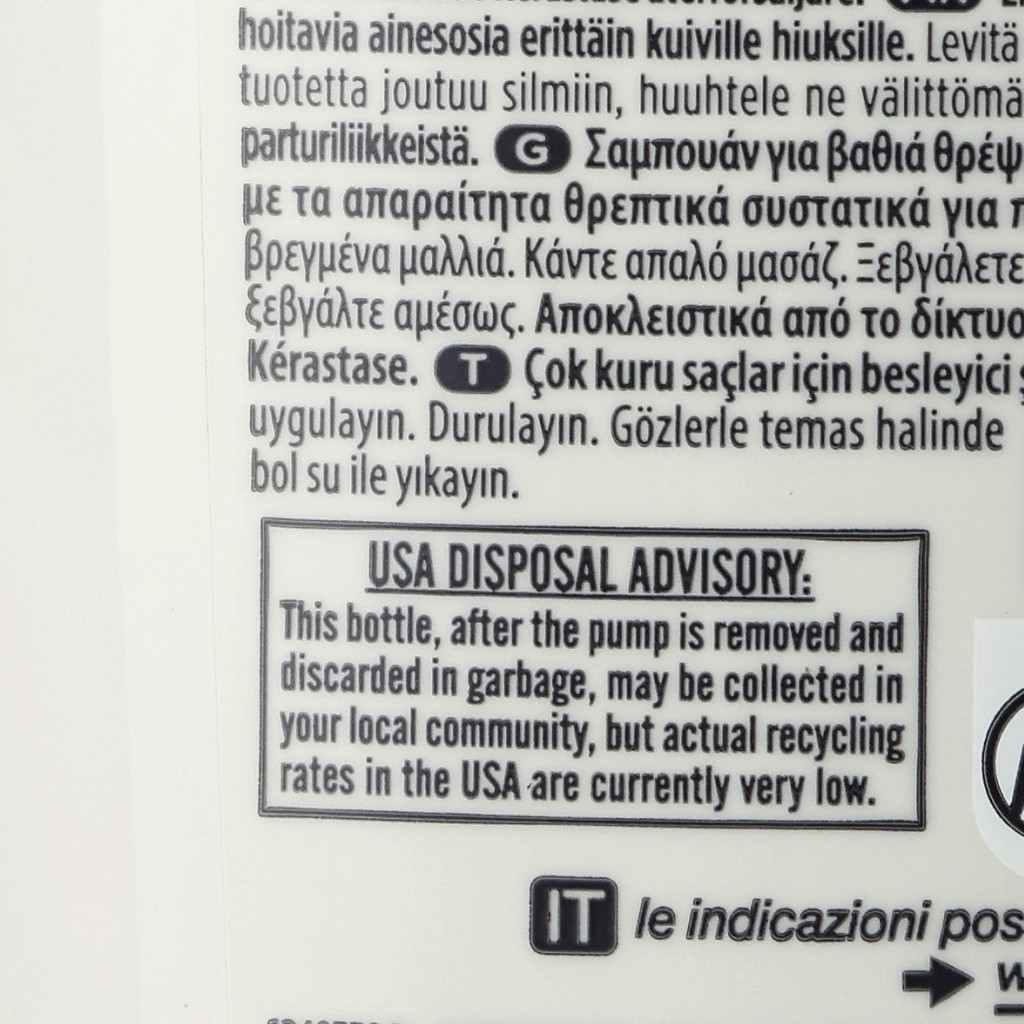 hoitavia ainesosia erittäin kuiville hiuksille. Levitä
tuotetta joutuu silmiin, huuhtele ne välittömä
parturiliikkeistä. G Σαμπουάν για βαθιά θρέψ
με τα απαραίτητα θρεπτικά συστατικά για π
βρεγμένα μαλλιά. Κάντε απαλό μασάζ. Ξεβγάλετε
ξεβγάλτε αμέσως. Αποκλειστικά από το δίκτυο
Kérastase. T Çok kuru saçlar için besleyici ş
uygulayın. Durulayın. Gözlerle temas halinde
bol su ile yıkayın.
USA DISPOSAL ADVISORY:
This bottle, after the pump is removed and
discarded in garbage, may be collected in
your local community, but actual recycling
rates in the USA are currently very low.
IT le indicazioni pos
w